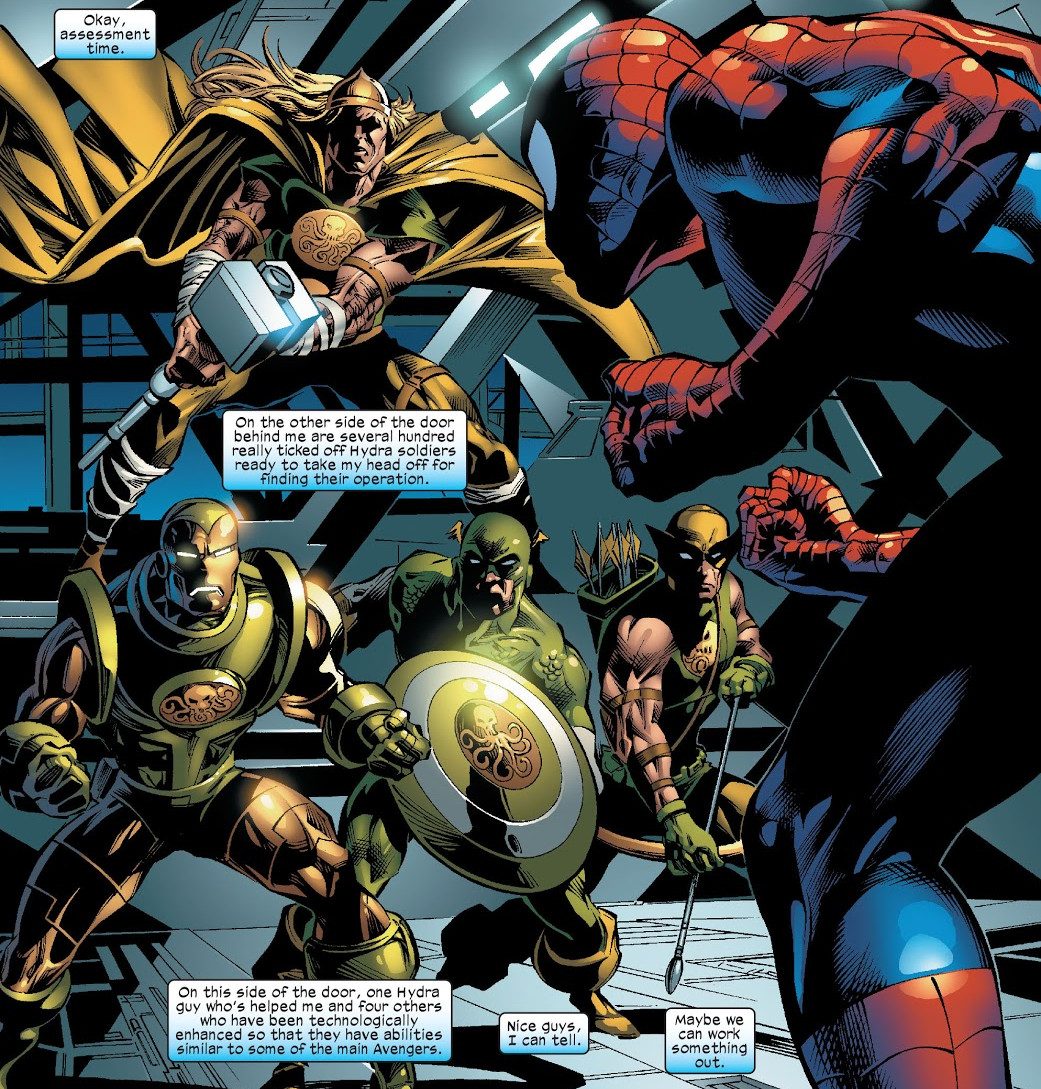 Okay,
assessment
time.
On the other side of the door
behind me are several hundred
really ticked off Hydra soldiers
ready to take my head off for
finding their operation.
On this side of the door, one Hydra
guy who's helped me and four others
who have been technologically
enhanced so that they have abilities
similar to some of the main Avengers.
Nice guys,
I can tell.
Maybe we
can work
something
out.